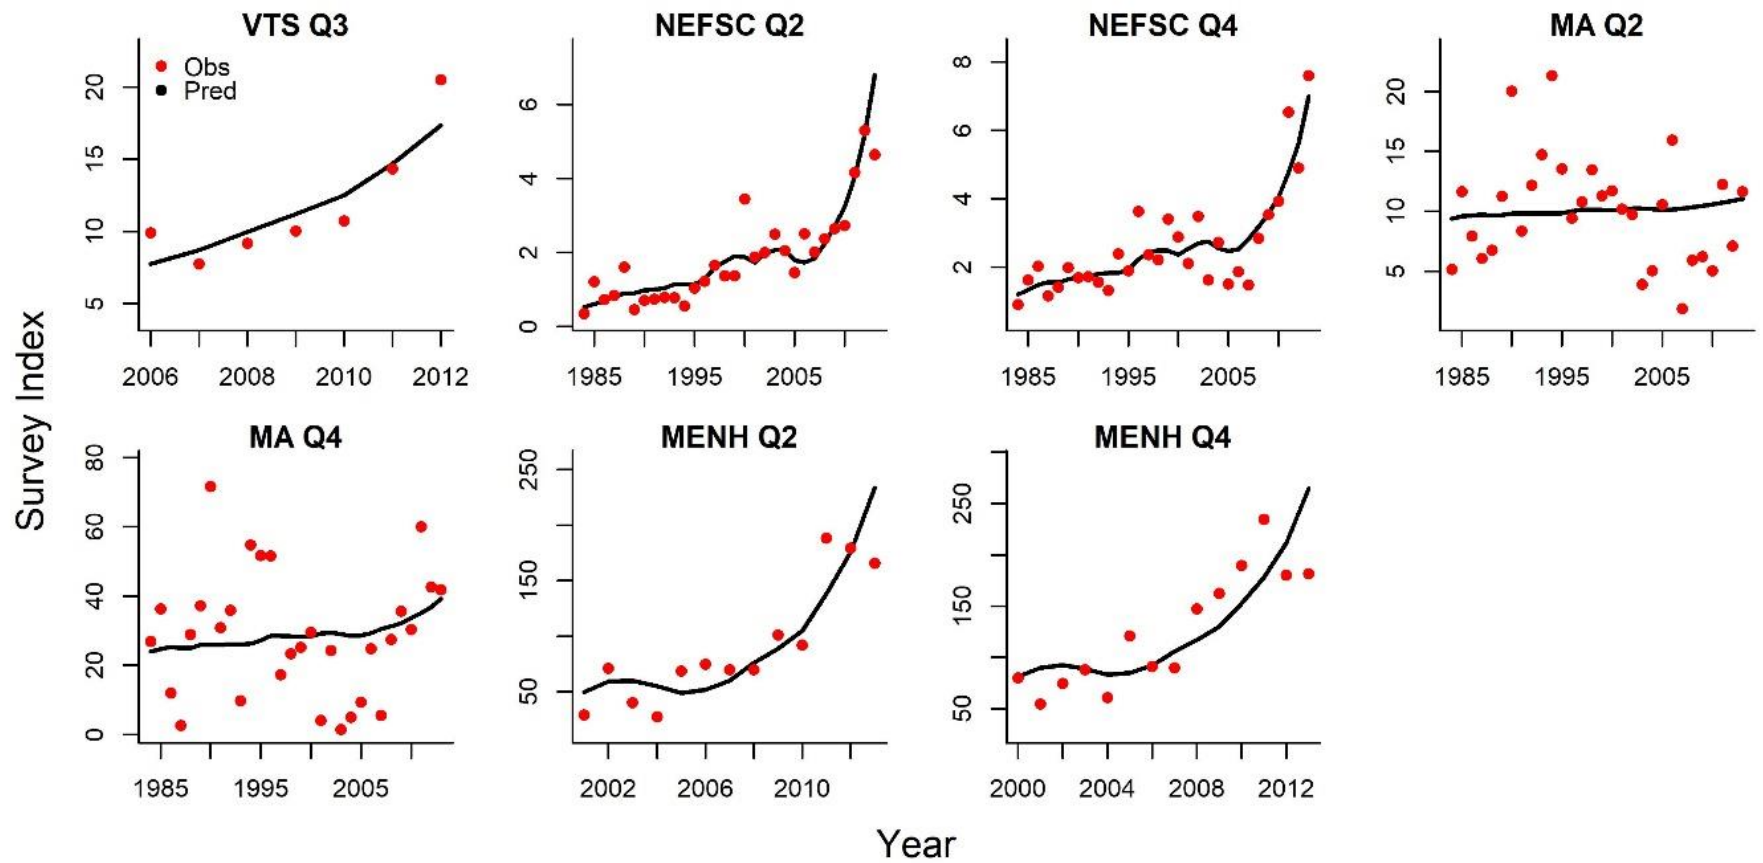 VTS Q3
Obs
Pred
5 10 15 20
2006 2008 2010 2012
NEFSC Q2
0 2 4 6
1985 1995 2005
NEFSC Q4
2 4 6 8
1985 1995 2005
MA Q2
5 10 15 20
1985 1995 2005
Survey Index
MA Q4
0 20 40 60 80
1985 1995 2005
MENH Q2
50 150 250
2002 2006 2010
MENH Q4
50 150 250
2000 2004 2008 2012
Year